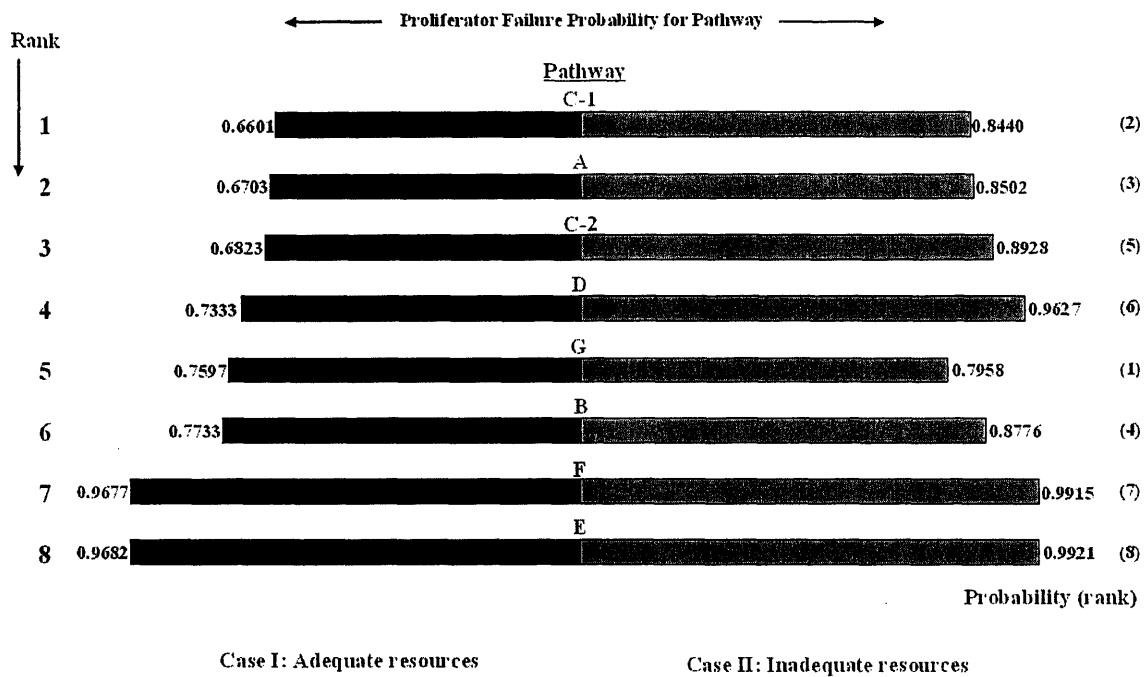 Proliferator Failure Probability for Pathway
Rank
Pathway
C-1
1 0.6601 0.8440 (2)
A
2 0.6703 0.8502 (3)
C-2
3 0.6823 0.8928 (5)
D
4 0.7333 0.9627 (6)
G
5 0.7597 0.7958 (1)
B
6 0.7733 0.8776 (4)
F
7 0.9677 0.9915 (7)
E
8 0.9682 0.9921 (8)
Probability (rank)
Case I: Adequate resources Case II: Inadequate resources